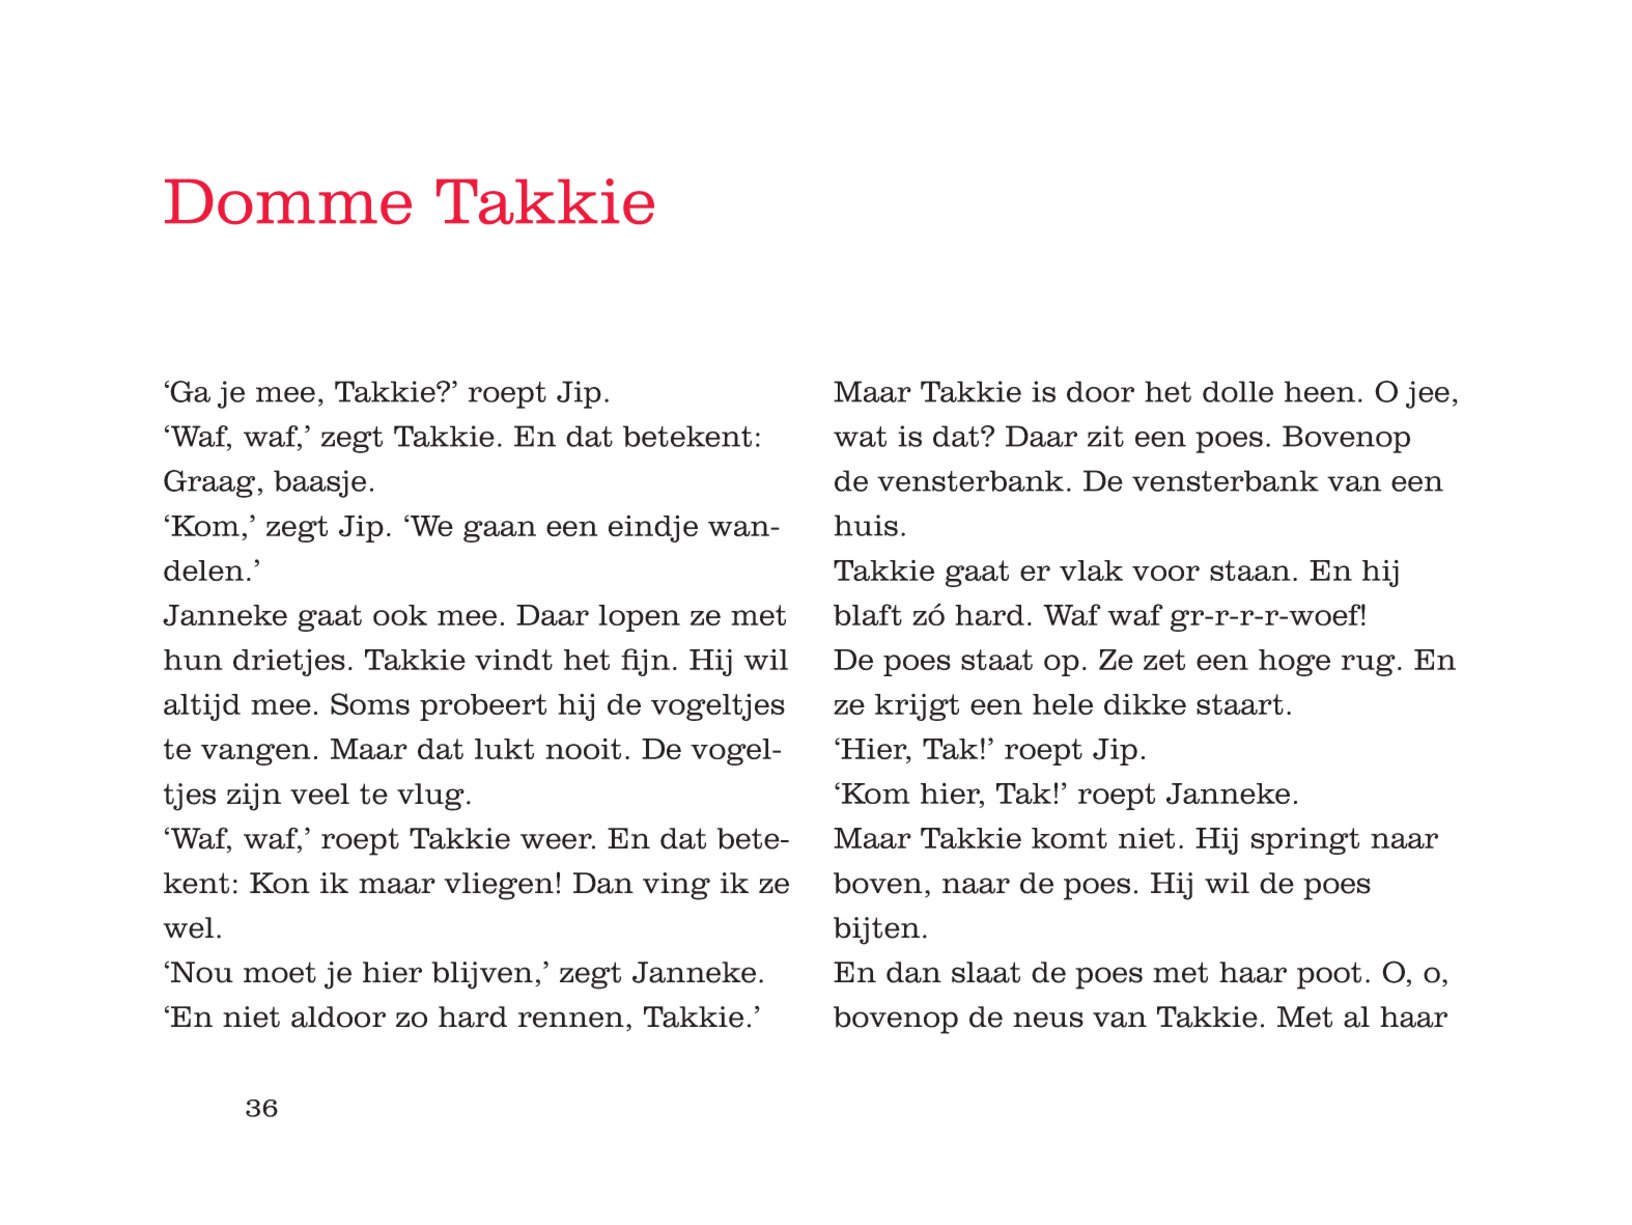 Domme Takkie
‘Ga je mee, Takkie?’ roept Jip.
‘Waf, waf,’ zegt Takkie. En dat betekent:
Graag, baasje.
‘Kom,’ zegt Jip. ‘We gaan een eindje wan-
delen.’
Janneke gaat ook mee. Daar lopen ze met
hun drietjes. Takkie vindt het fijn. Hij wil
altijd mee. Soms probeert hij de vogeltjes
te vangen. Maar dat lukt nooit. De vogel-
tjes zijn veel te vlug.
‘Waf, waf,’ roept Takkie weer. En dat bete-
kent: Kon ik maar vliegen! Dan ving ik ze
wel.
‘Nou moet je hier blijven,’ zegt Janneke.
‘En niet aldoor zo hard rennen, Takkie.’
Maar Takkie is door het dolle heen. O jee,
wat is dat? Daar zit een poes. Bovenop
de vensterbank. De vensterbank van een
huis.
Takkie gaat er vlak voor staan. En hij
blaft zó hard. Waf waf gr-r-r-r-woef!
De poes staat op. Ze zet een hoge rug. En
ze krijgt een hele dikke staart.
‘Hier, Tak!’ roept Jip.
‘Kom hier, Tak!’ roept Janneke.
Maar Takkie komt niet. Hij springt naar
boven, naar de poes. Hij wil de poes
bijten.
En dan slaat de poes met haar poot. O, o,
bovenop de neus van Takkie. Met al haar
36